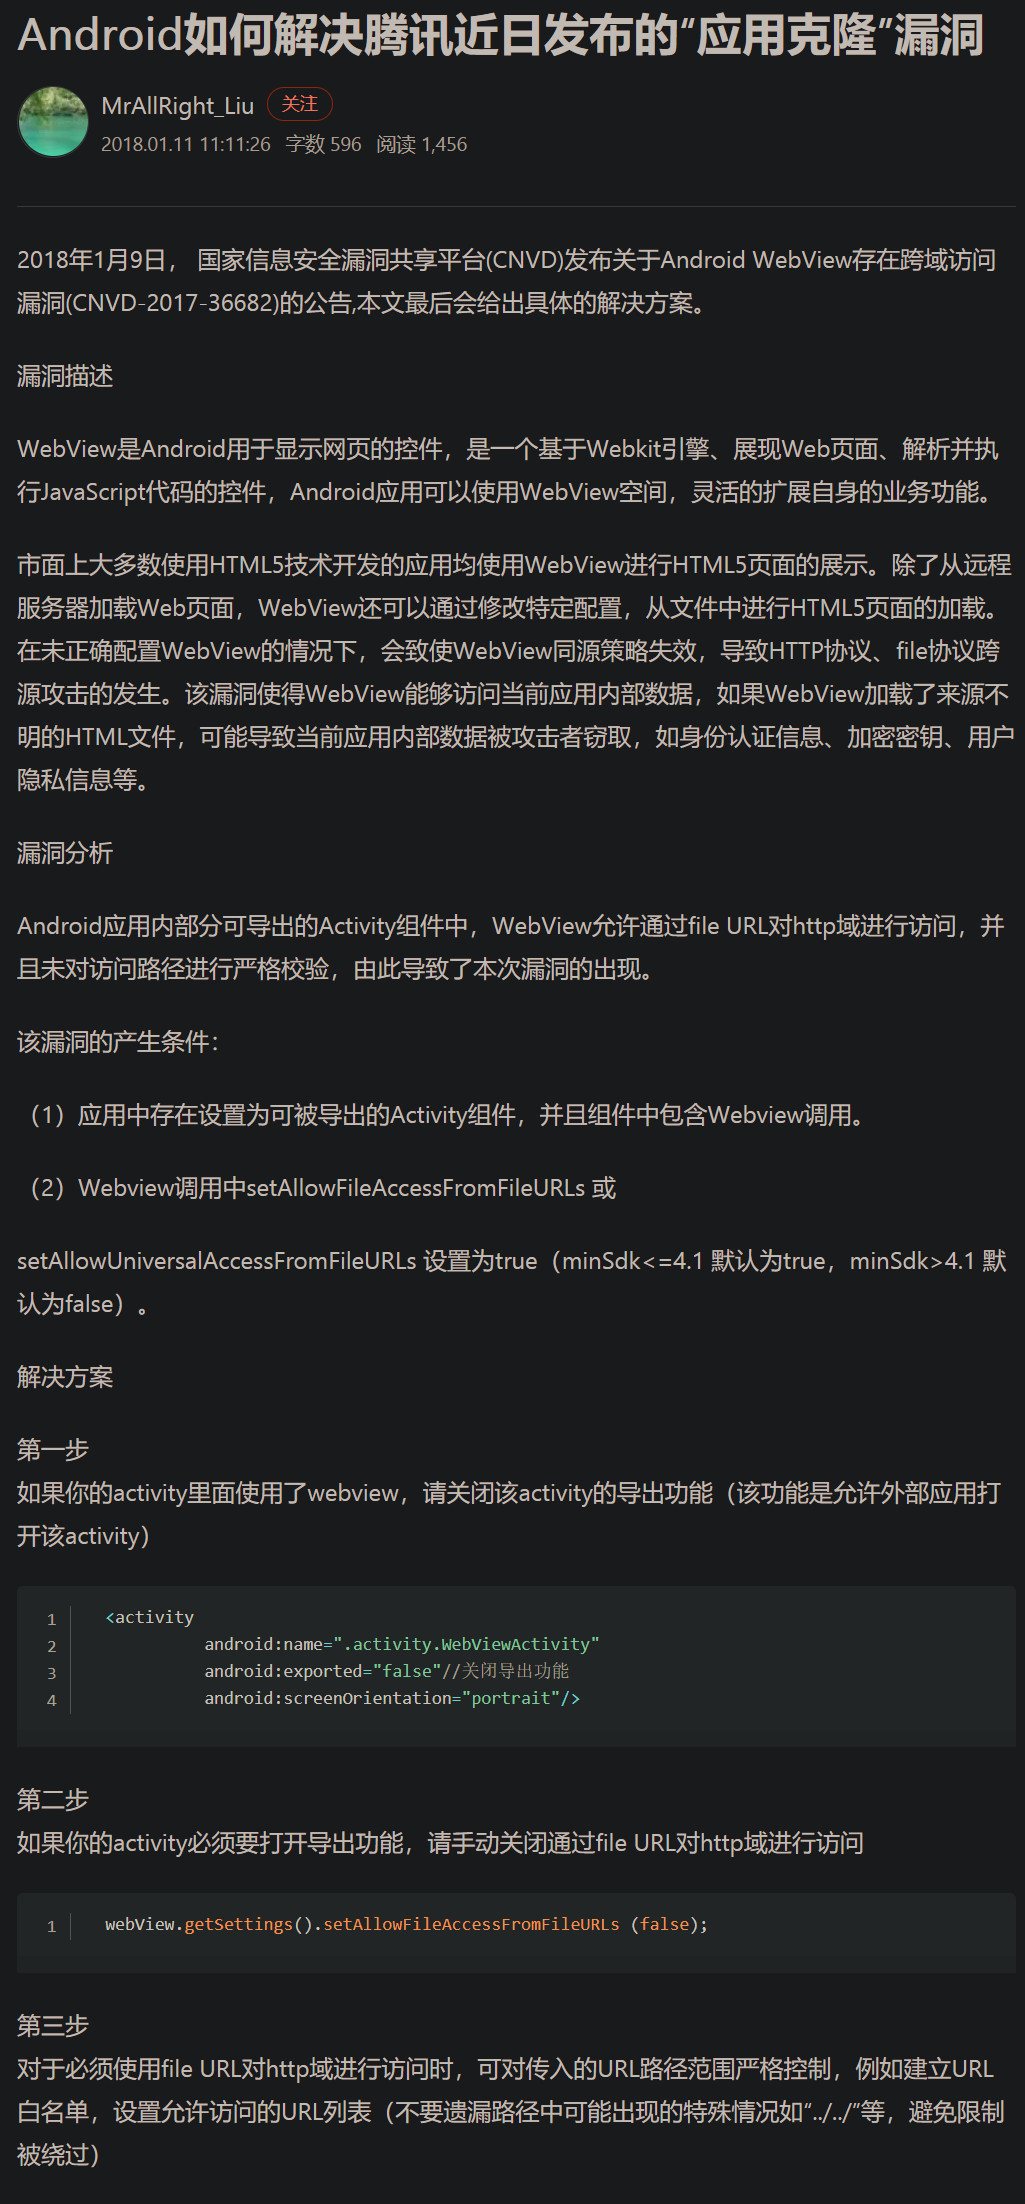 Android如何解决腾讯近日发布的“应用克隆”漏洞
MrAllRight_Liu 关注
2018.01.11 11:11:26 字数 596 阅读 1,456
2018年1月9日， 国家信息安全漏洞共享平台(CNVD)发布关于Android WebView存在跨域访问
漏洞(CNVD-2017-36682)的公告,本文最后会给出具体的解决方案。
漏洞描述
WebView是Android用于显示网页的控件，是一个基于Webkit引擎、展现Web页面、解析并执
行JavaScript代码的控件，Android应用可以使用WebView空间，灵活的扩展自身的业务功能。
市面上大多数使用HTML5技术开发的应用均使用WebView进行HTML5页面的展示。除了从远程
服务器加载Web页面，WebView还可以通过修改特定配置，从文件中进行HTML5页面的加载。
在未正确配置WebView的情况下，会致使WebView同源策略失效，导致HTTP协议、file协议跨
源攻击的发生。该漏洞使得WebView能够访问当前应用内部数据，如果WebView加载了来源不
明的HTML文件，可能导致当前应用内部数据被攻击者窃取，如身份认证信息、加密密钥、用户
隐私信息等。
漏洞分析
Android应用内部分可导出的Activity组件中，WebView允许通过file URL对http域进行访问，并
且未对访问路径进行严格校验，由此导致了本次漏洞的出现。
该漏洞的产生条件：
（1）应用中存在设置为可被导出的Activity组件，并且组件中包含Webview调用。
（2）Webview调用中setAllowFileAccessFromFileURLs 或
setAllowUniversalAccessFromFileURLs 设置为true（minSdk<=4.1 默认为true，minSdk>4.1 默
认为false）。
解决方案
第一步
如果你的activity里面使用了webview，请关闭该activity的导出功能（该功能是允许外部应用打
开该activity）
1 <activity
2 android:name=".activity.WebViewActivity"
3 android:exported="false"//关闭导出功能
4 android:screenOrientation="portrait"/>
第二步
如果你的activity必须要打开导出功能，请手动关闭通过file URL对http域进行访问
1 webView.getSettings().setAllowFileAccessFromFileURLs (false);
第三步
对于必须使用file URL对http域进行访问时，可对传入的URL路径范围严格控制，例如建立URL
白名单，设置允许访问的URL列表（不要遗漏路径中可能出现的特殊情况如“../../”等，避免限制
被绕过）